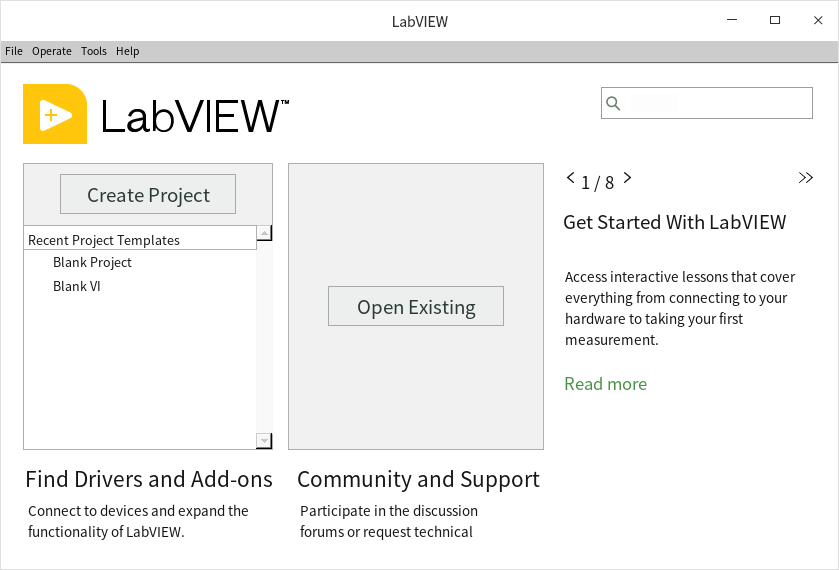 LabVIEW
File Operate Tools Help
LabVIEW™
Create Project
Recent Project Templates
Blank Project
Blank VI
Open Existing
1 / 8
Get Started With LabVIEW
Access interactive lessons that cover
everything from connecting to your
hardware to taking your first
measurement.
Read more
Find Drivers and Add-ons
Connect to devices and expand the
functionality of LabVIEW.
Community and Support
Participate in the discussion
forums or request technical